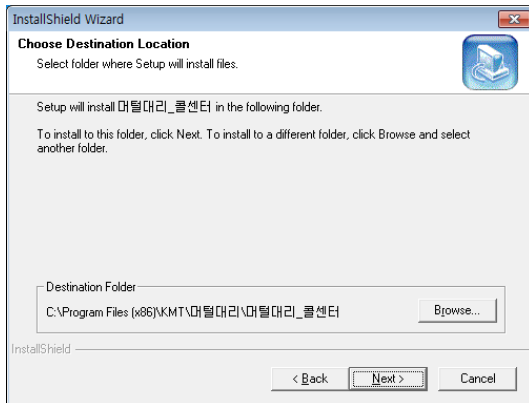 InstallShield Wizard
Choose Destination Location
Select folder where Setup will install files.
Setup will install 머털대리_콜센터 in the following folder.
To install to this folder, click Next. To install to a different folder, click Browse and select
another folder.
Destination Folder
C:\Program Files (x86)\KMT\머털대리\머털대리_콜센터
Browse...
InstallShield
< Back
Next >
Cancel